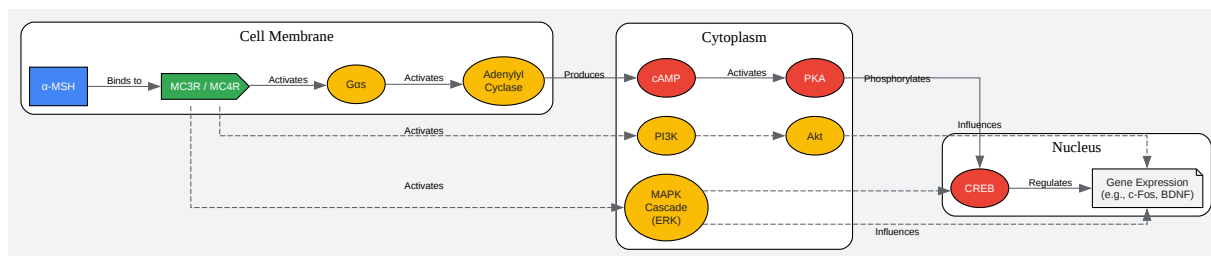 Cell Membrane
α-MSH
Binds to
MC3R / MC4R
Activates
Gαs
Activates
Adenylyl
Cyclase
Produces
Cytoplasm
cAMP
Activates
PKA
Phosphorylates
Activates
PI3K
Akt
Influences
Activates
MAPK
Cascade
(ERK)
Influences
Nucleus
CREB
Regulates
Gene Expression
(e.g., c-Fos, BDNF)